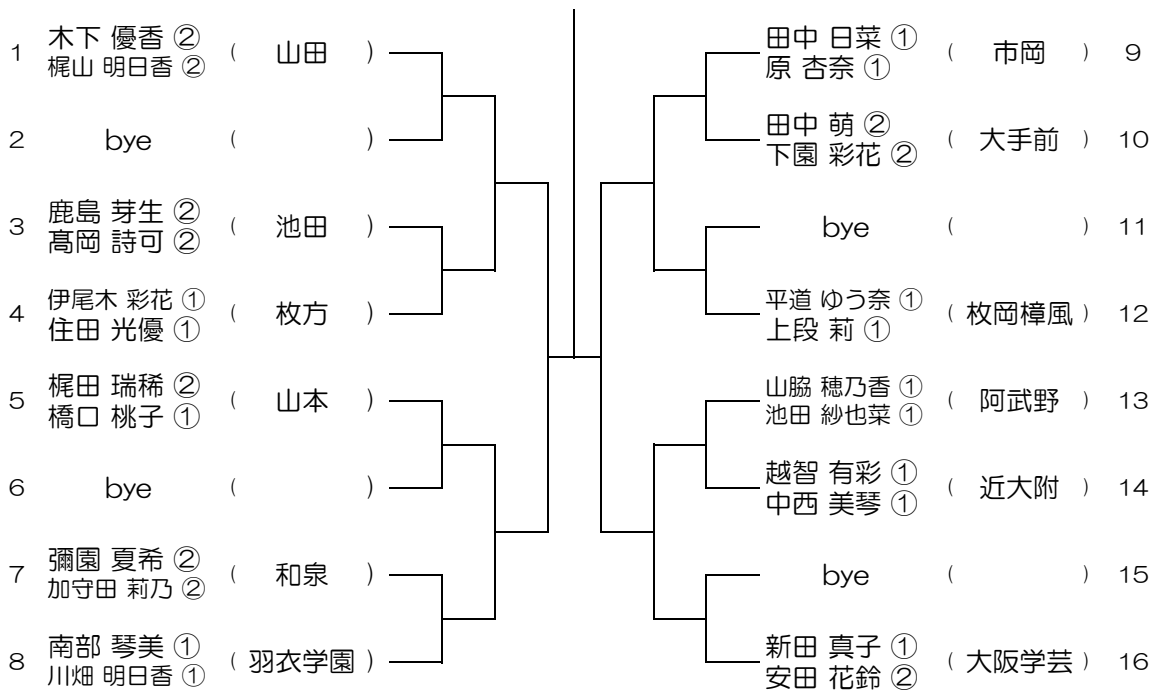 1 木下 優香 ② ( 山田 )
梶山 明日香 ②
2 bye ( )
3 鹿島 芽生 ② ( 池田 )
髙岡 詩可 ②
4 伊尾木 彩花 ① ( 枚方 )
住田 光優 ①
5 梶田 瑞稀 ② ( 山本 )
橋口 桃子 ①
6 bye ( )
7 彌園 夏希 ② ( 和泉 )
加守田 莉乃 ②
8 南部 琴美 ① ( 羽衣学園 )
川畑 明日香 ①
田中 日菜 ① ( 市岡 ) 9
原 杏奈 ①
田中 萌 ② ( 大手前 ) 10
下園 彩花 ②
bye ( ) 11
平道 ゆう奈 ① ( 枚岡樟風 ) 12
上段 莉 ①
山脇 穂乃香 ① ( 阿武野 ) 13
池田 紗也菜 ①
越智 有彩 ① ( 近大附 ) 14
中西 美琴 ①
bye ( ) 15
新田 真子 ① ( 大阪学芸 ) 16
安田 花鈴 ②